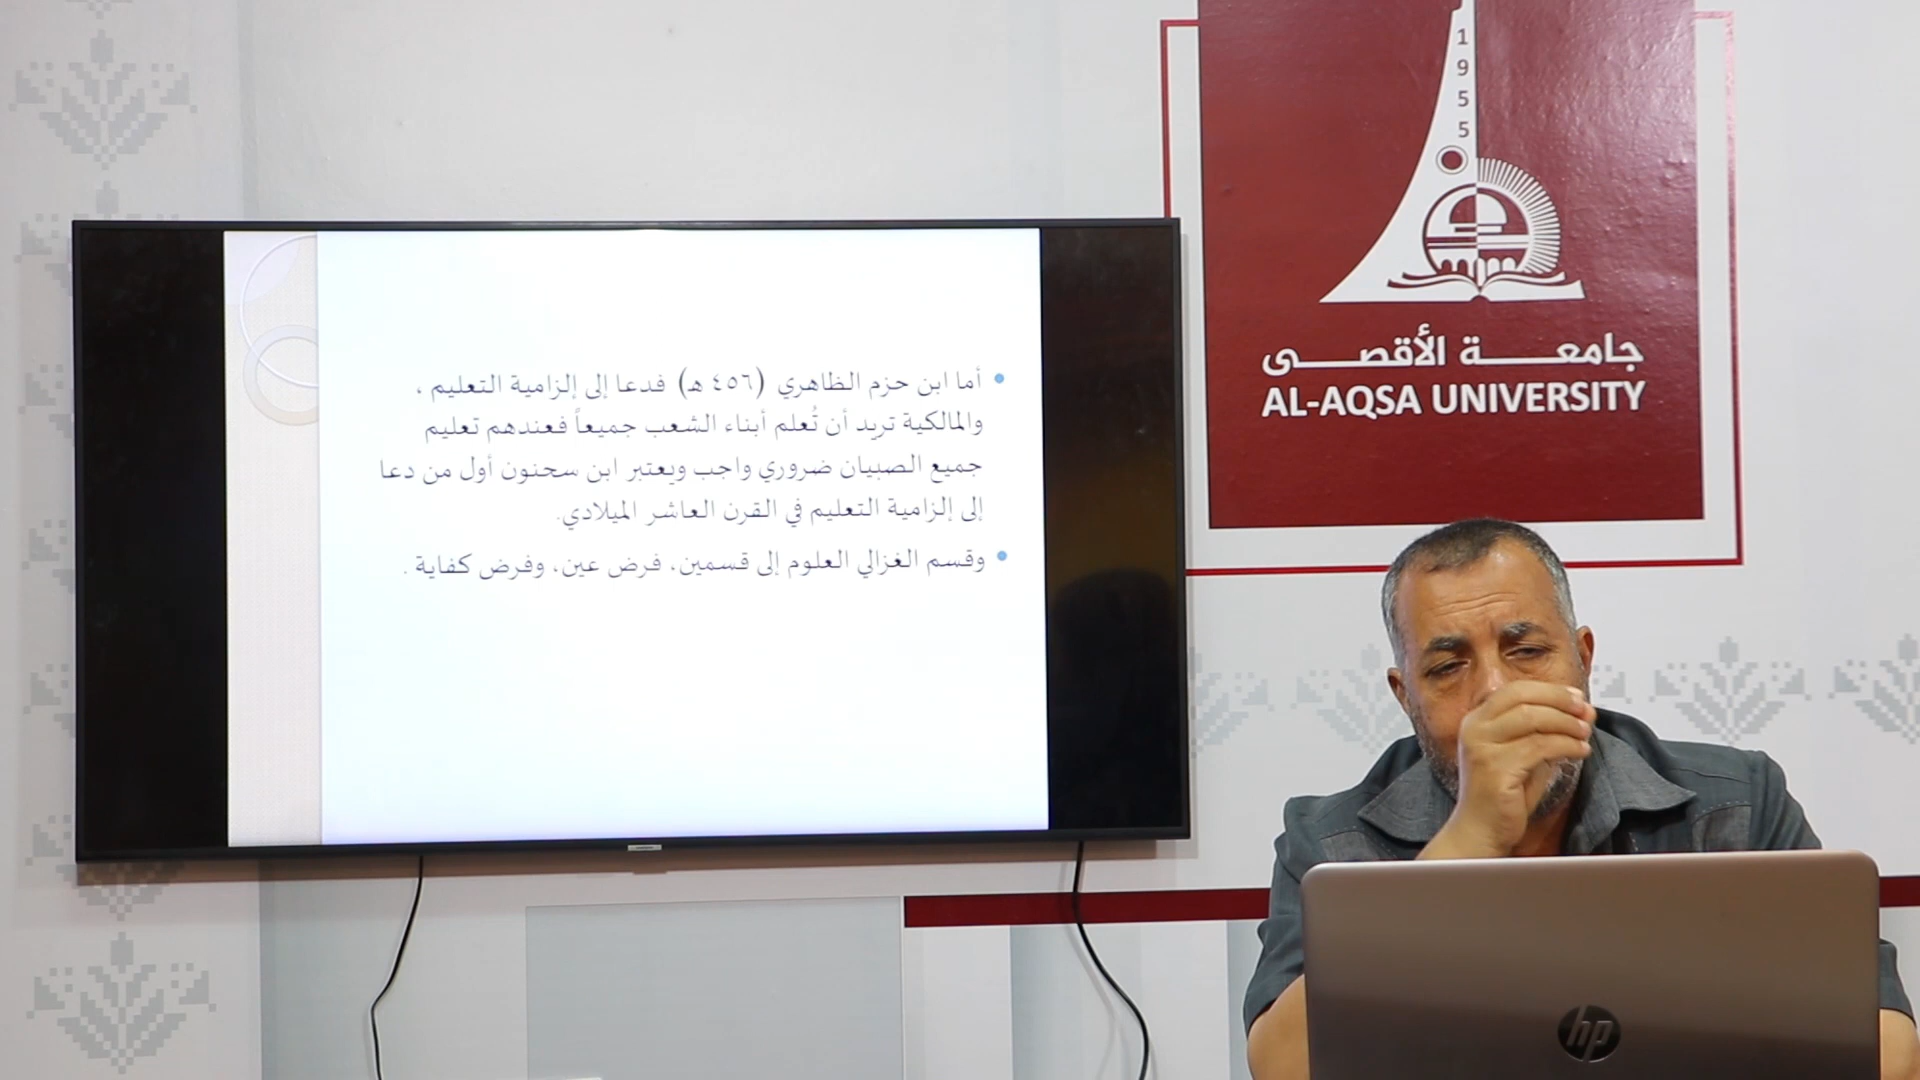 أما ابن حزم الظاهري (٤٥٦ هـ) فدعا إلى إلزامية التعليم ،
والمالكية تريد أن تُعلم أبناء الشعب جميعاً فعندهم تعليم
جميع الصبيان ضروري واجب ويعتبر ابن سحنون أول من دعا
إلى إلزامية التعليم في القرن العاشر الميلادي.
وقسم الغزالي العلوم إلى قسمين، فرض عين، وفرض كفاية .
1
9
5
5
جامعــة الأقصــى
AL-AQSA UNIVERSITY
hp